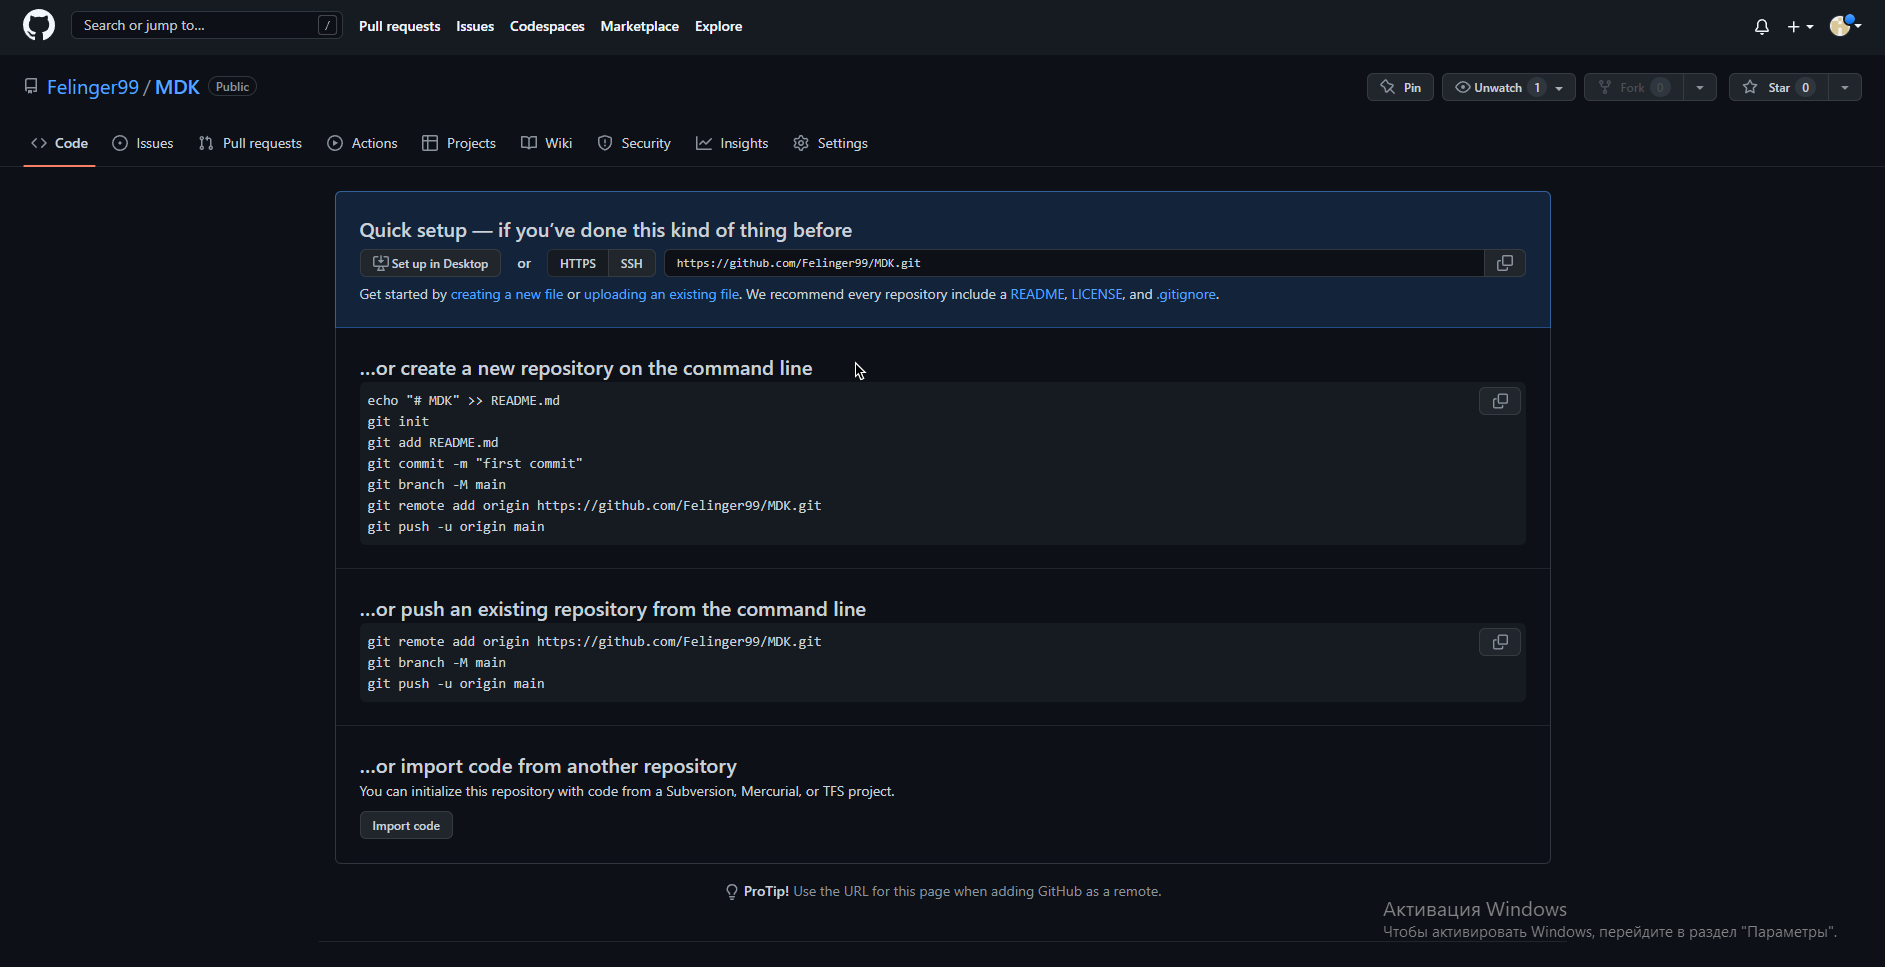 Search or jump to... /
Pull requests Issues Codespaces Marketplace Explore
Felinger99 / MDK Public
Pin Unwatch 1 Fork 0 Star 0
Code Issues Pull requests Actions Projects Wiki Security Insights Settings
Quick setup — if you’ve done this kind of thing before
Set up in Desktop or HTTPS SSH https://github.com/Felinger99/MDK.git
Get started by creating a new file or uploading an existing file. We recommend every repository include a README, LICENSE, and .gitignore.
…or create a new repository on the command line
echo "# MDK" >> README.md
git init
git add README.md
git commit -m "first commit"
git branch -M main
git remote add origin https://github.com/Felinger99/MDK.git
git push -u origin main
…or push an existing repository from the command line
git remote add origin https://github.com/Felinger99/MDK.git
git branch -M main
git push -u origin main
…or import code from another repository
You can initialize this repository with code from a Subversion, Mercurial, or TFS project.
Import code
ProTip! Use the URL for this page when adding GitHub as a remote.
Активация Windows
Чтобы активировать Windows, перейдите в раздел "Параметры".